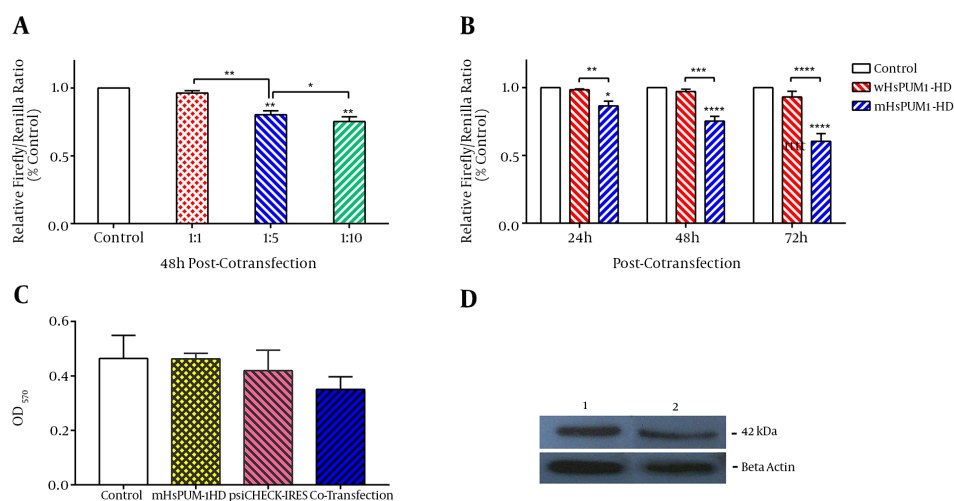 A
Relative Firefly/Remilla Ratio
(% Control)
1.0
0.5
0.0
**
*
**
**
Control 1:1 1:5 1:10
48h Post-Cotransfection
B
Relative Firefly/Remilla Ratio
(% Control)
1.0
0.5
0.0
** *** ****
* **** ****
24h 48h 72h
Post-Cotransfection
Control
wHsPUM1-HD
mHsPUM1-HD
C
OD 570
0.6
0.4
0.2
0.0
Control mHsPUM-1HD psiCHECK-IRES Co-Transfection
D
1 2
- 42 kDa
- Beta Actin